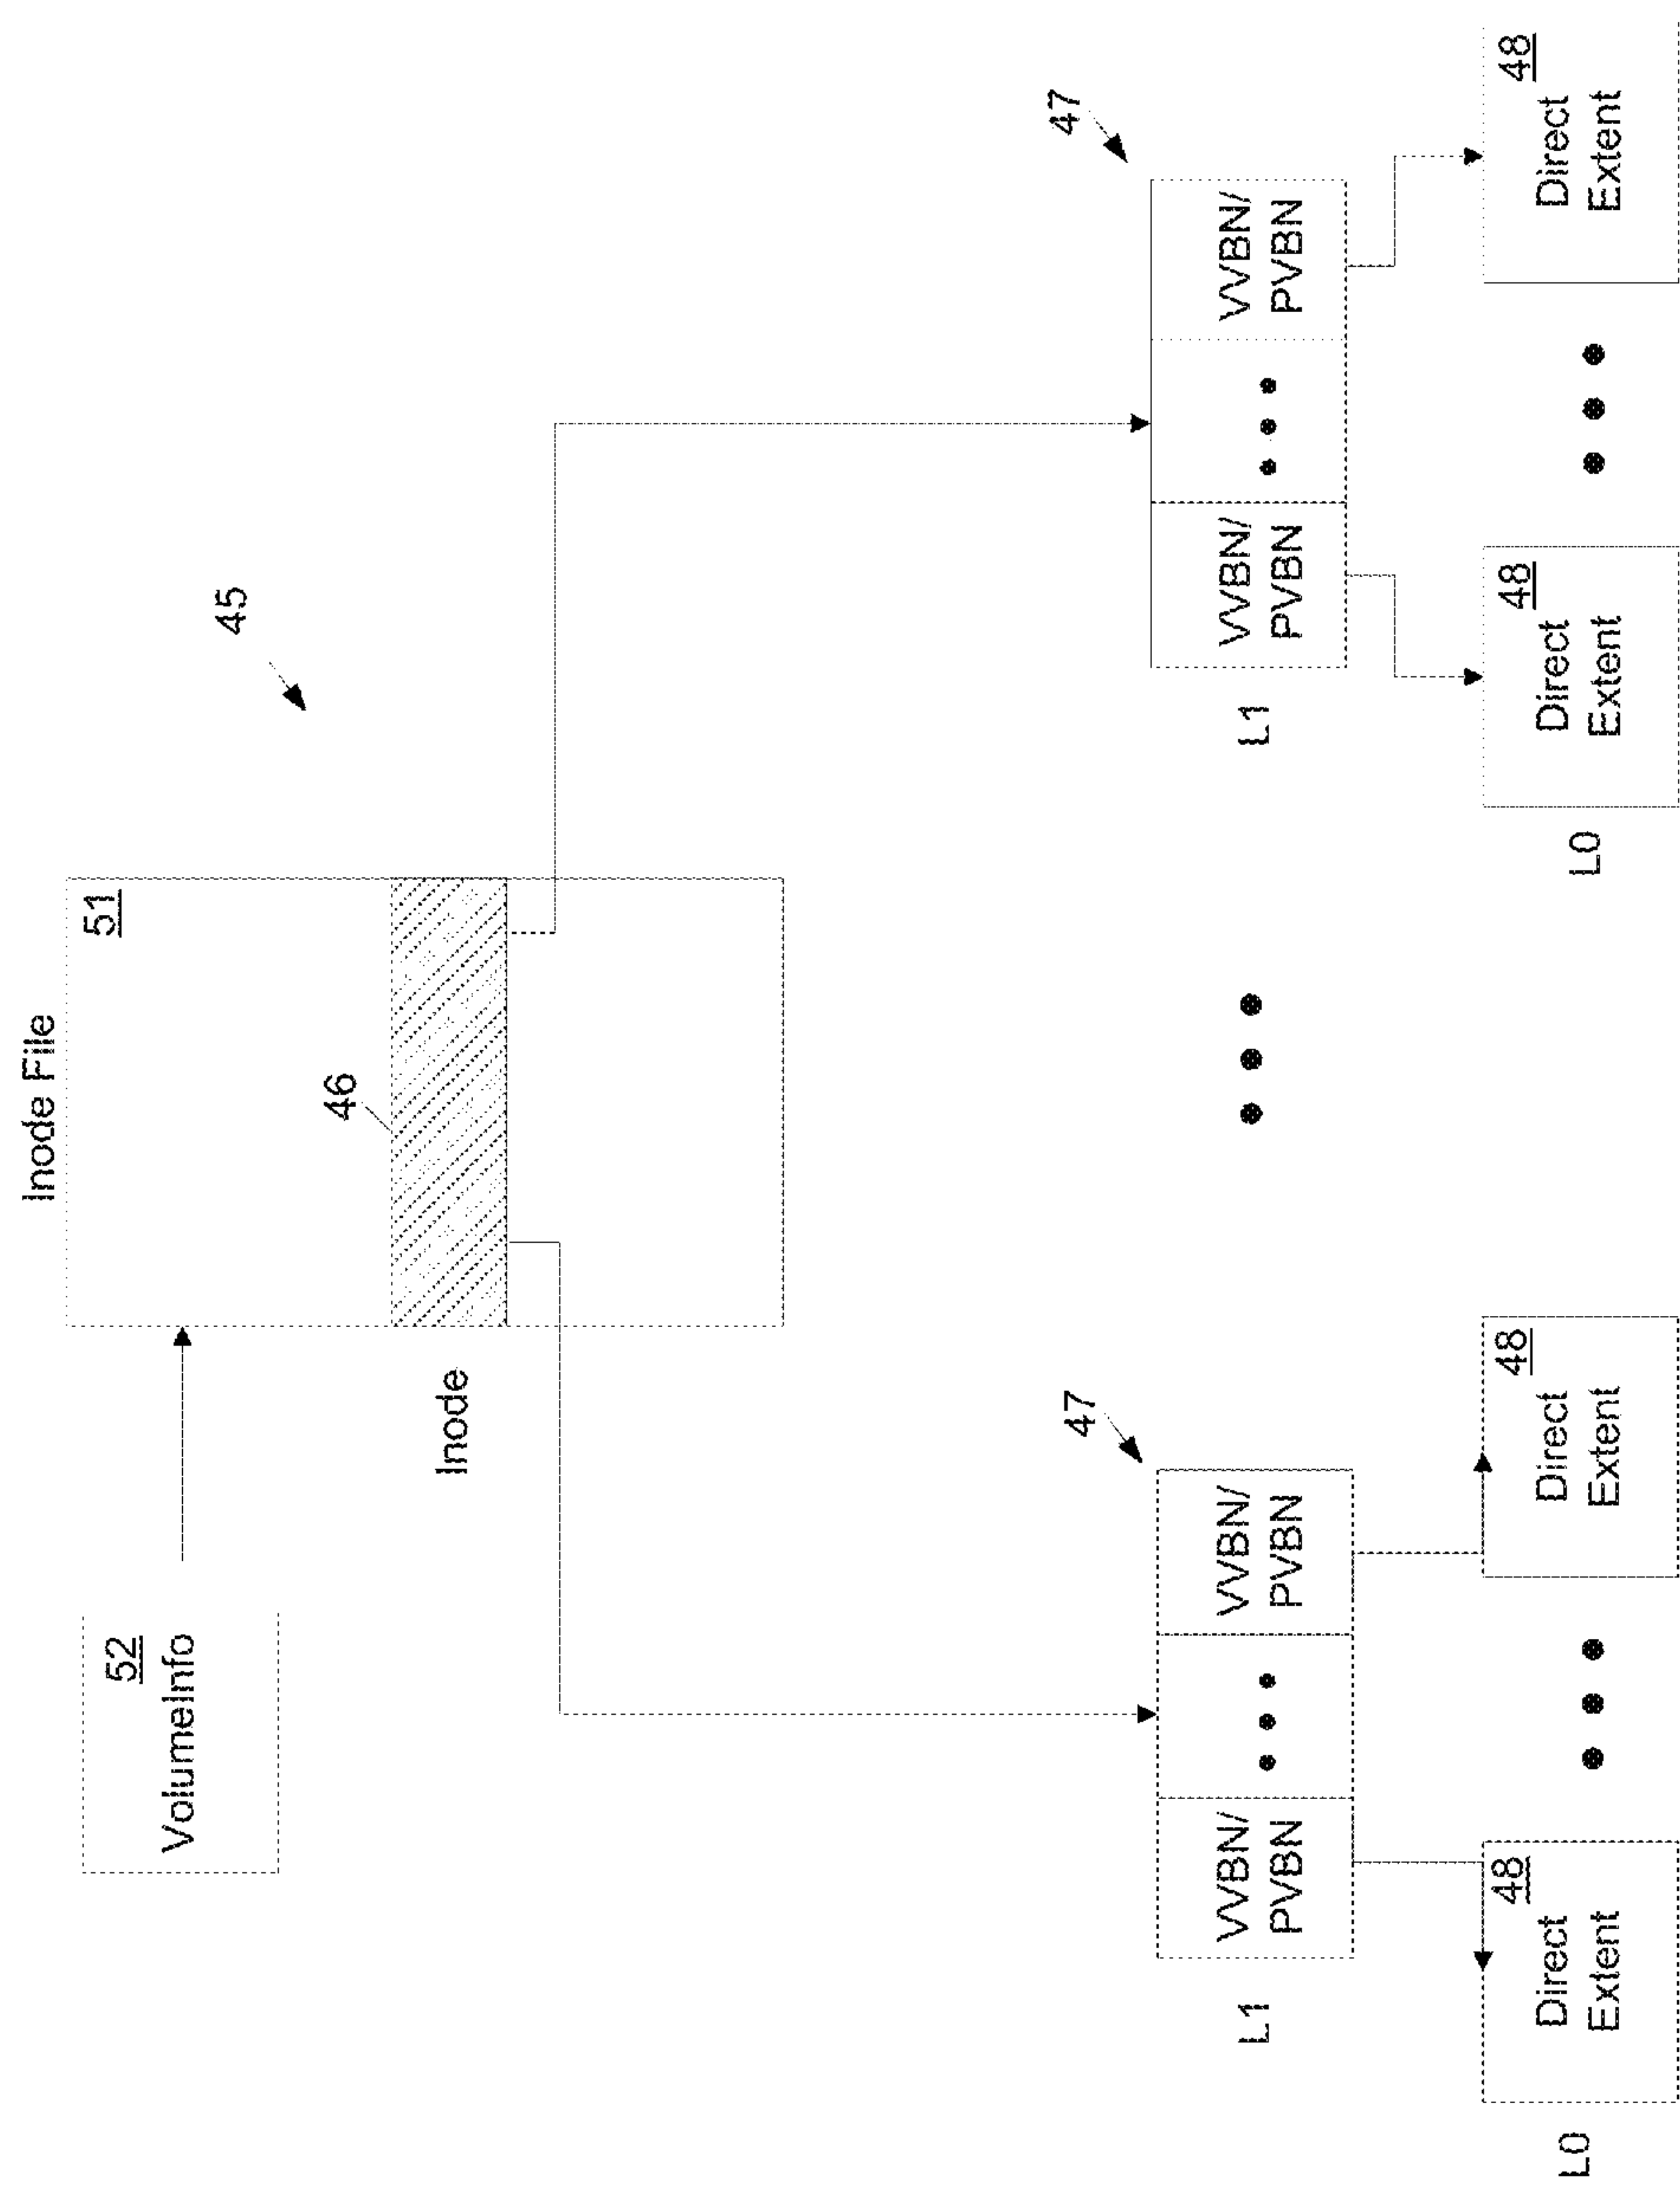 Inode File
52
VolumeInfo
51
45
46
Inode
47
47
L1
VVBN/
PVBN
VVBN/
PVBN
L1
VVBN/
PVBN
VVBN/
PVBN
L0
48
Direct
Extent
48
Direct
Extent
L0
48
Direct
Extent
48
Direct
Extent